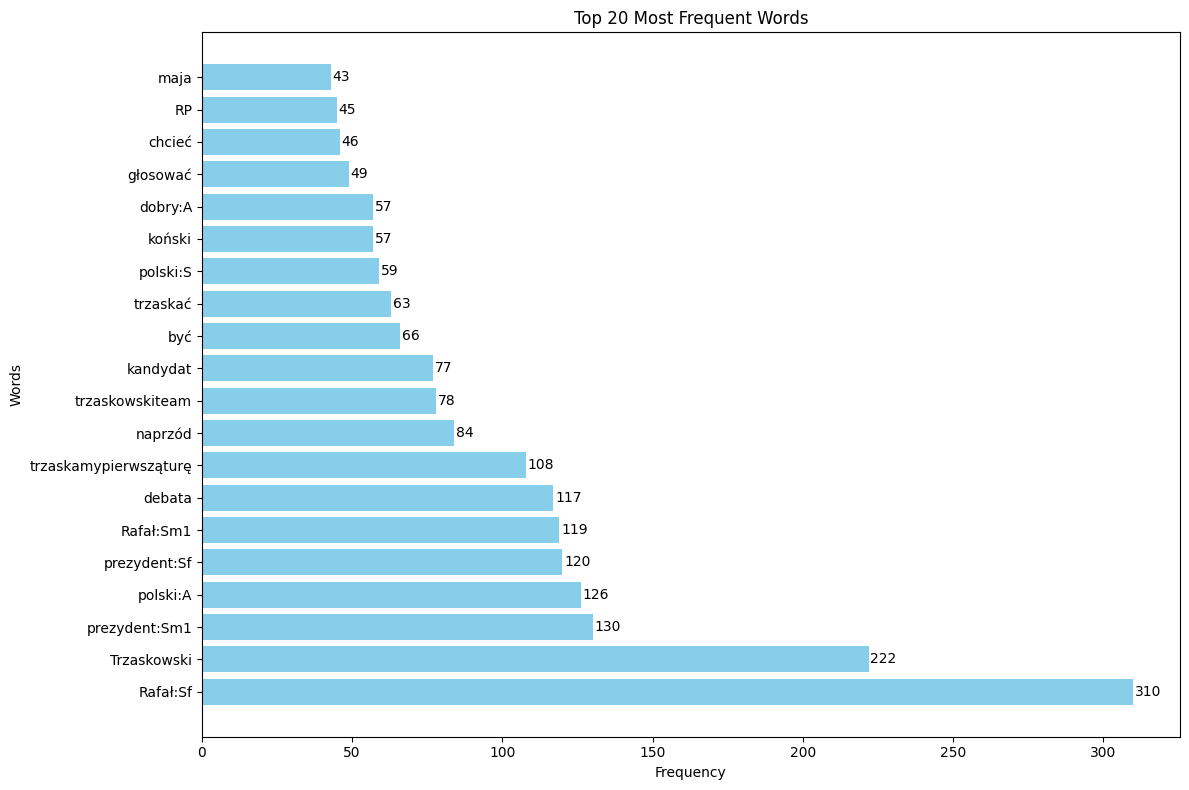 Top 20 Most Frequent Words
maja 43
RP 45
chcieć 46
głosować 49
dobry:A 57
koński 57
polski:S 59
trzaskać 63
być 66
kandydat 77
trzaskowskiteam 78
naprzód 84
trzaskamypierwsząturę 108
debata 117
Rafał:Sm1 119
prezydent:Sf 120
polski:A 126
prezydent:Sm1 130
Trzaskowski 222
Rafał:Sf 310
Words
0 50 100 150 200 250 300
Frequency